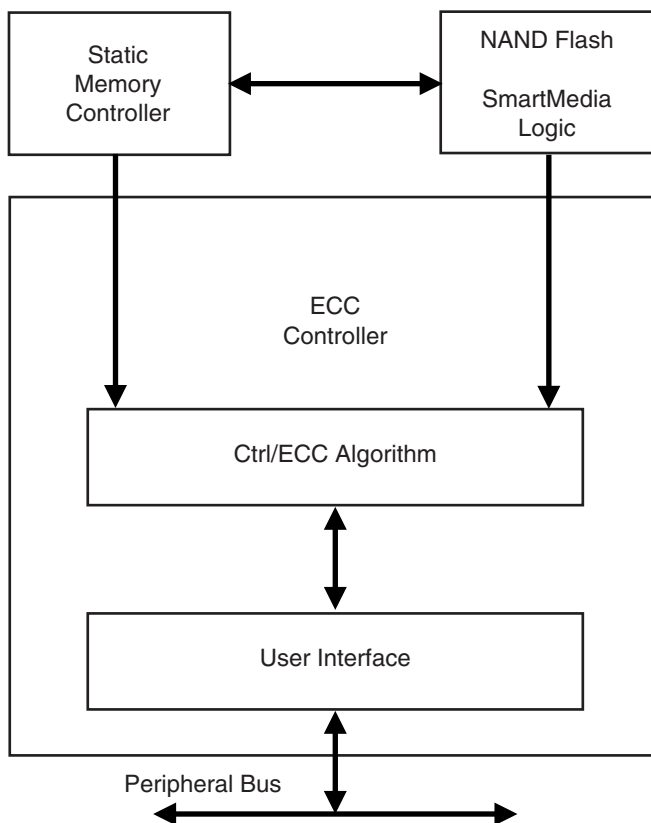 Static
Memory
Controller
NAND Flash
SmartMedia
Logic
ECC
Controller
Ctrl/ECC Algorithm
User Interface
Peripheral Bus